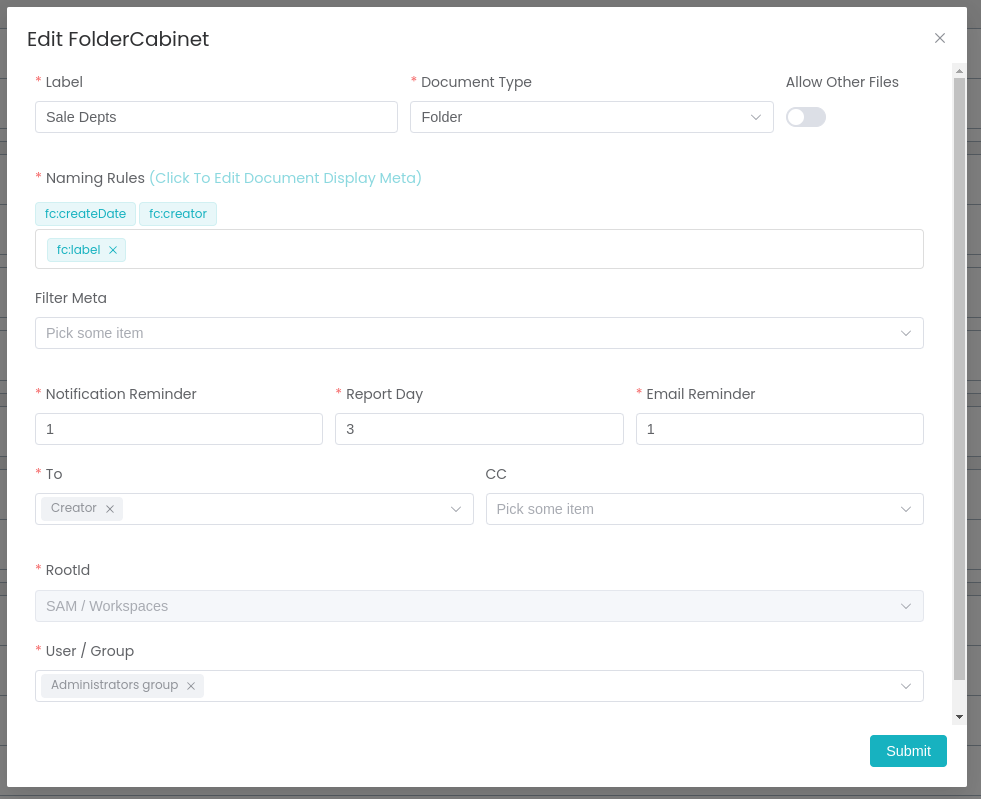 Edit FolderCabinet
* Label * Document Type Allow Other Files
Sale Depts Folder
* Naming Rules (Click To Edit Document Display Meta)
fc:createDate fc:creator
fc:label
Filter Meta
Pick some item
* Notification Reminder * Report Day * Email Reminder
1 3 1
* To CC
Creator Pick some item
* RootId
SAM / Workspaces
* User / Group
Administrators group
Submit